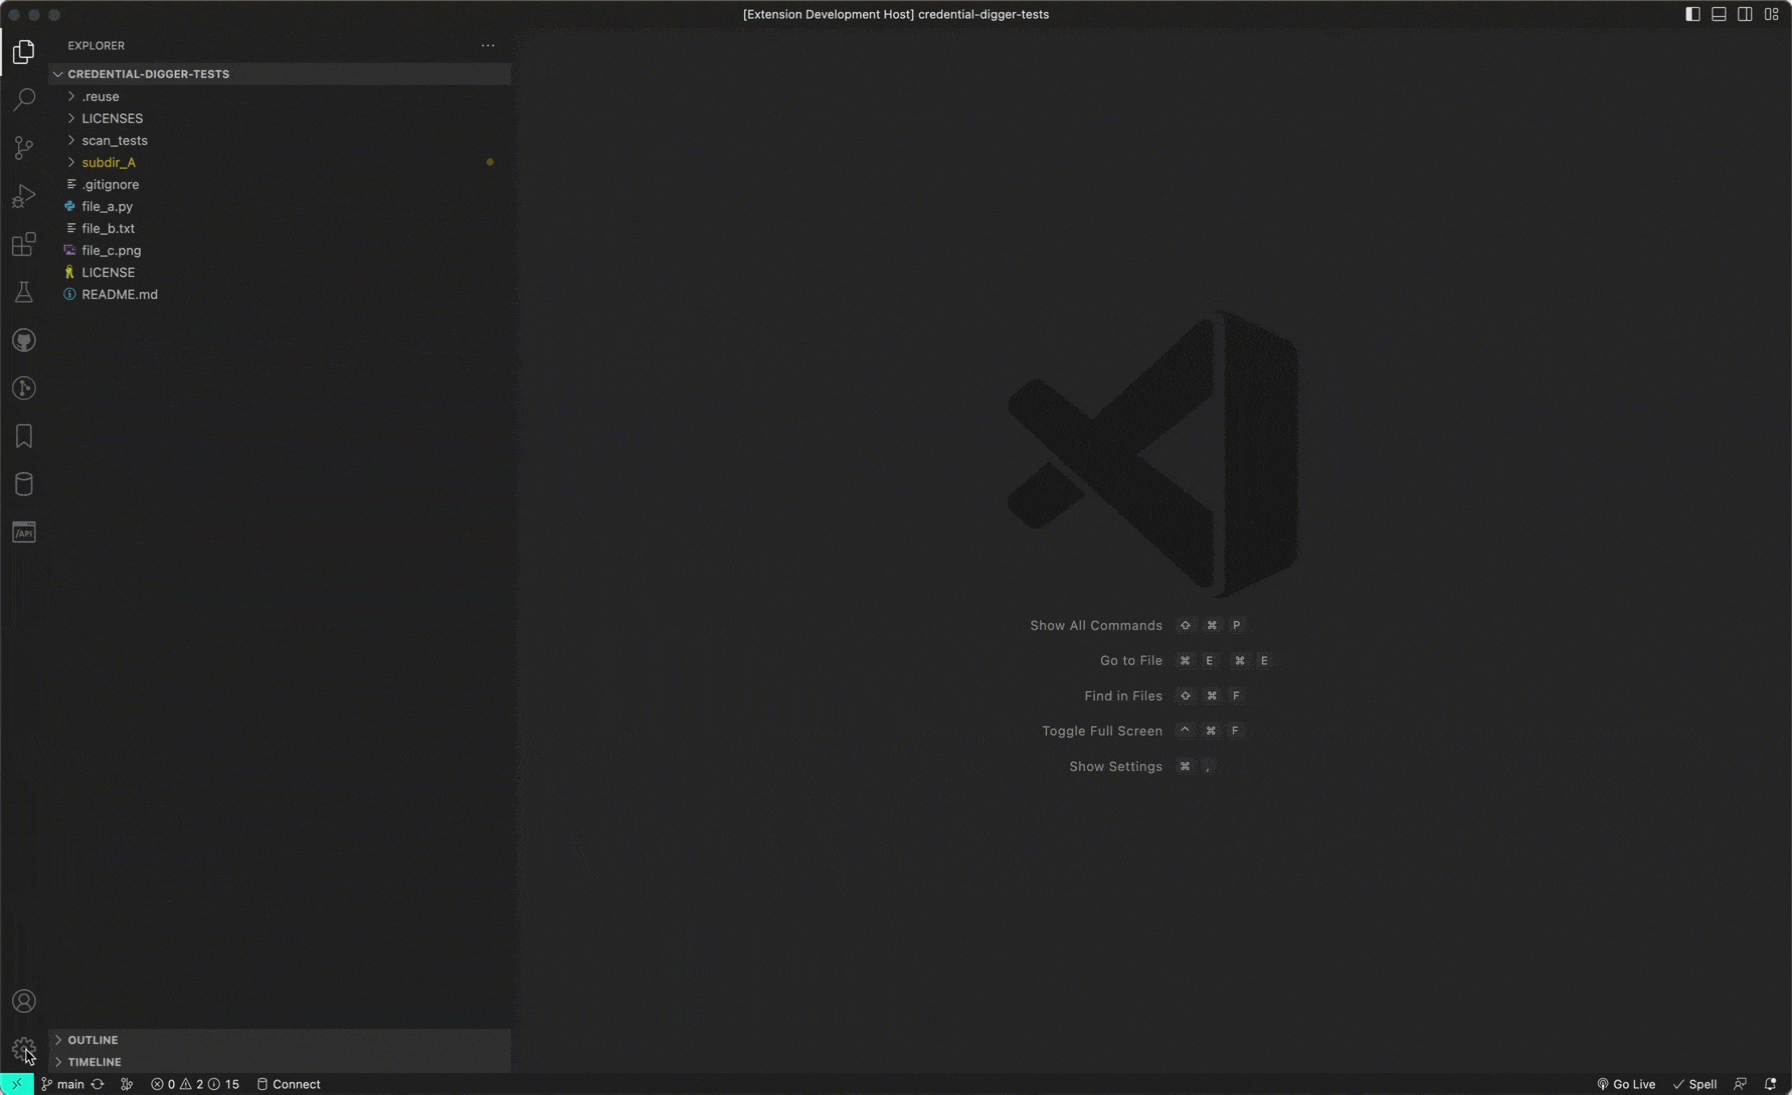 [Extension Development Host] credential-digger-tests
EXPLORER
CREDENTIAL-DIGGER-TESTS
.reuse
LICENSES
scan_tests
subdir_A
.gitignore
file_a.py
file_b.txt
file_c.png
LICENSE
README.md
/API
Show All Commands ⇧ ⌘ P
Go to File ⌘ E ⌘ E
Find in Files ⇧ ⌘ F
Toggle Full Screen ^ ⌘ F
Show Settings ⌘ ,
OUTLINE
TIMELINE
main 0 2 15 Connect Go Live Spell